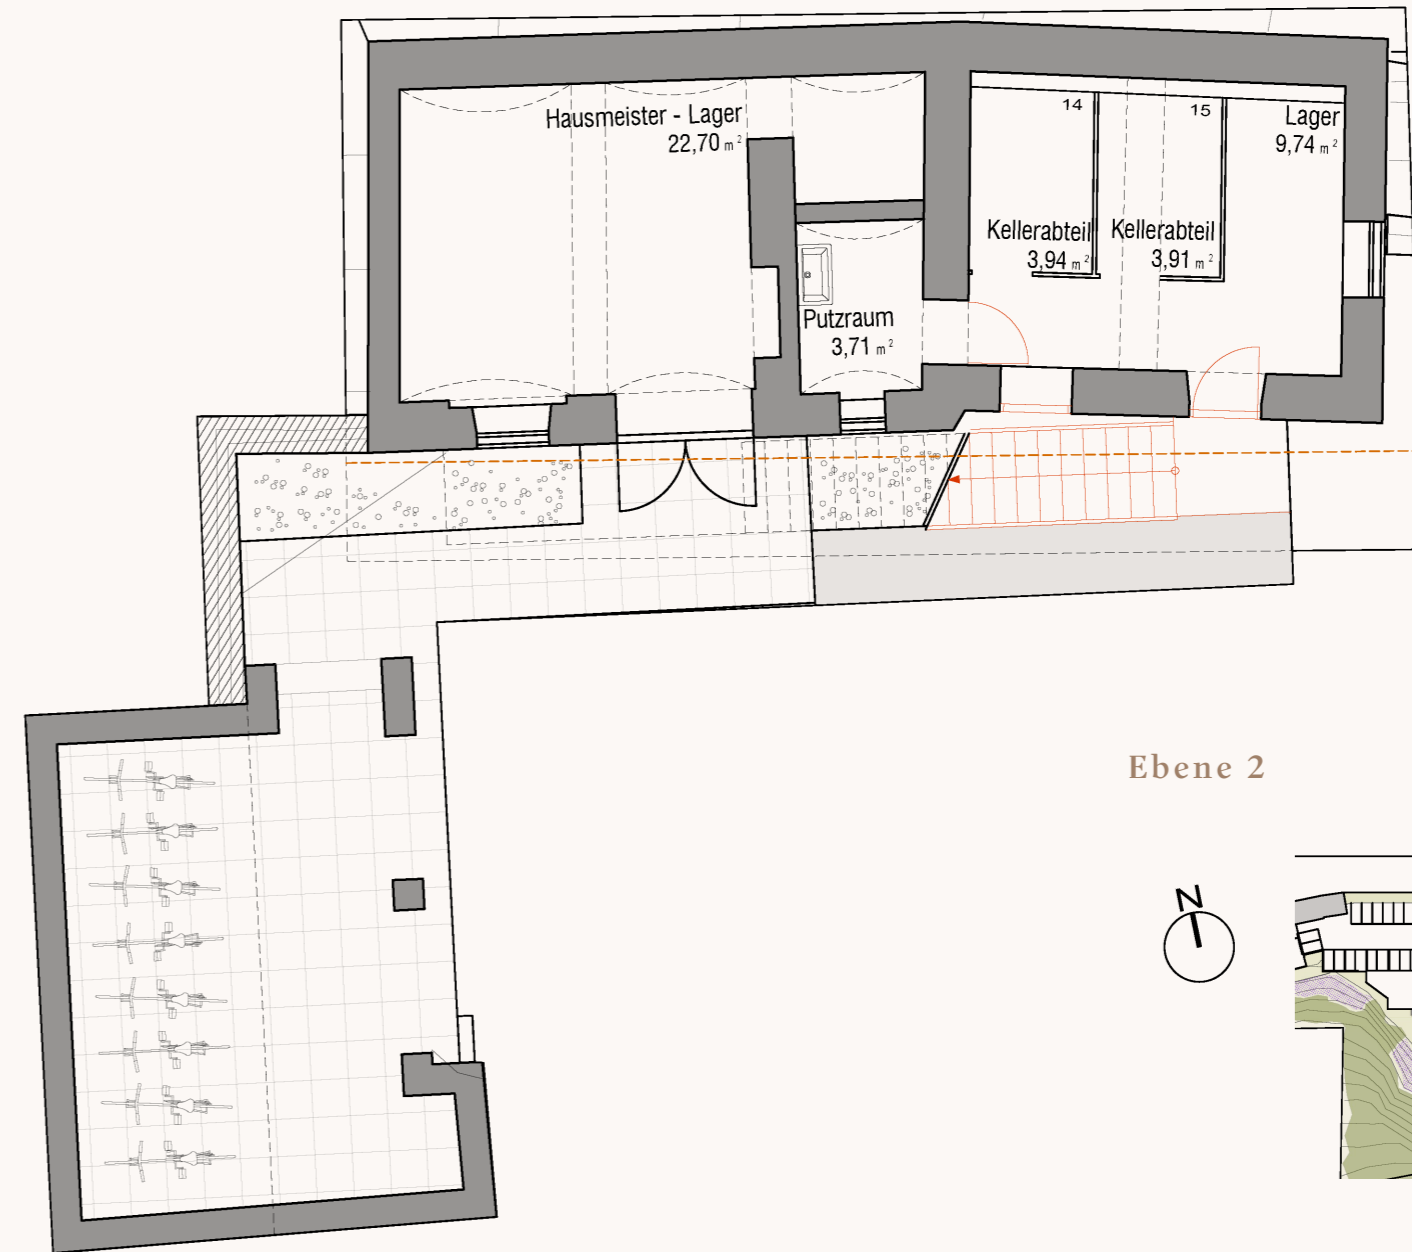 Hausmeister - Lager
22,70 m²
14
15
Lager
9,74 m²
Kellerabteil
3,94 m²
Kellerabteil
3,91 m²
Putzraum
3,71 m²
Ebene 2
N